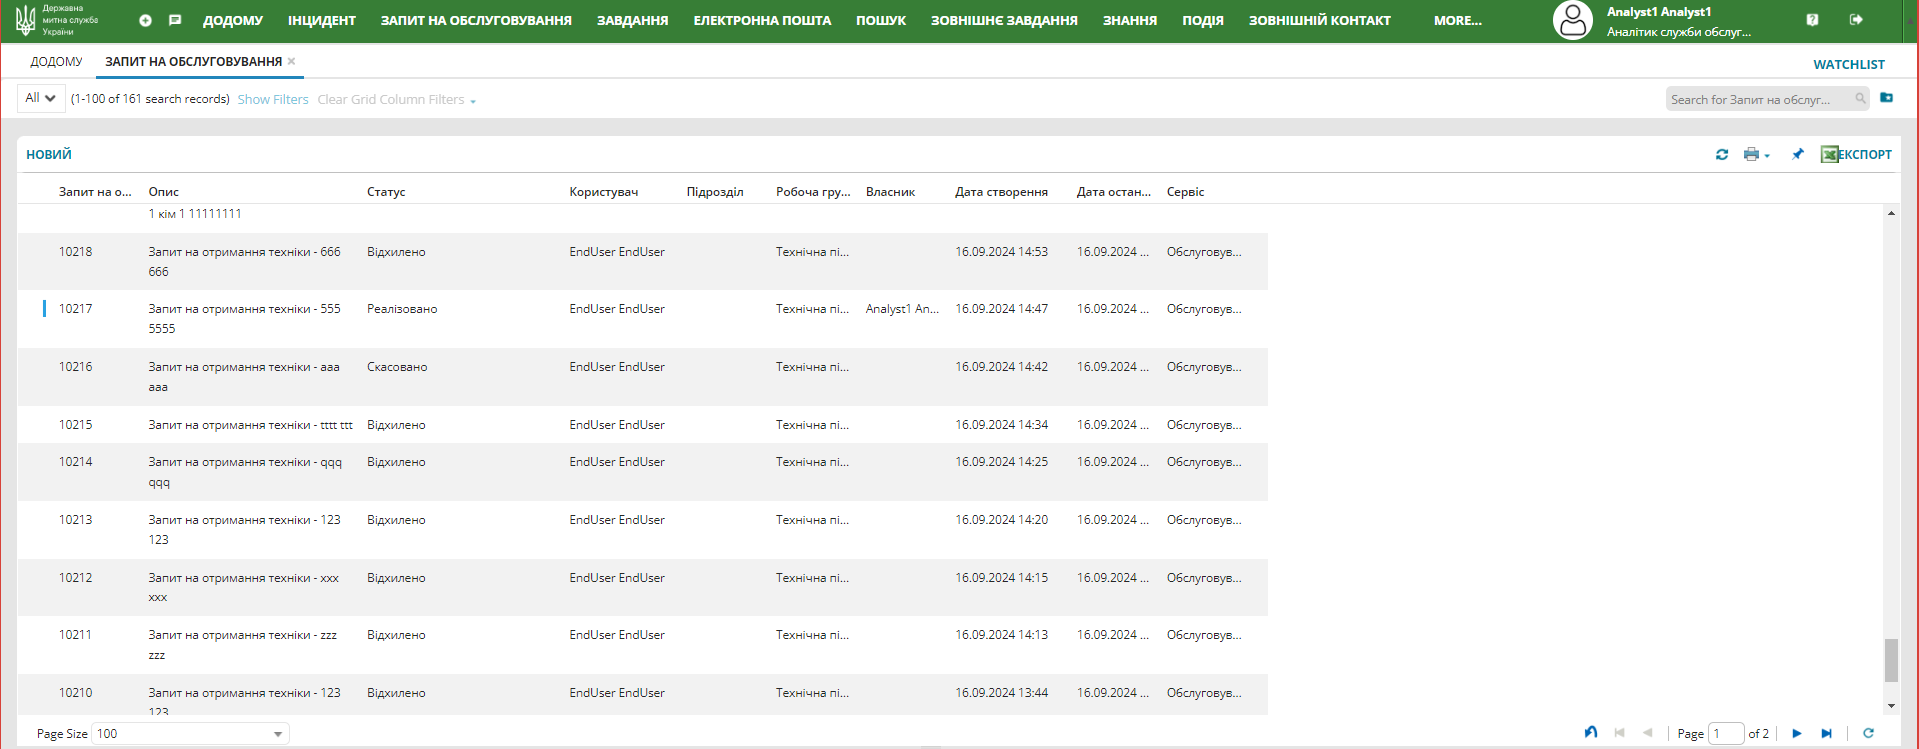 Державна
митна служба
України
ДОДОМУ ІНЦИДЕНТ ЗАПИТ НА ОБСЛУГОВУВАННЯ ЗАВДАННЯ ЕЛЕКТРОННА ПОШТА ПОШУК ЗОВНІШНЄ ЗАВДАННЯ ЗНАННЯ ПОДІЯ ЗОВНІШНІЙ КОНТАКТ MORE...
Analyst1 Analyst1
Аналітик служби обслуг...
ДОДОМУ ЗАПИТ НА ОБСЛУГОВУВАННЯ × WATCHLIST
All (1-100 of 161 search records) Show Filters Clear Grid Column Filters Search for Запит на обслуг...
НОВИЙ ЕКСПОРТ
Запит на о... Опис Статус Користувач Підрозділ Робоча гру... Власник Дата створення Дата остан... Сервіс
1 кім 1 11111111
10218 Запит на отримання техніки - 666 Відхилено EndUser EndUser Технічна пі... 16.09.2024 14:53 16.09.2024 ... Обслуговув...
666
10217 Запит на отримання техніки - 555 Реалізовано EndUser EndUser Технічна пі... Analyst1 An... 16.09.2024 14:47 16.09.2024 ... Обслуговув...
5555
10216 Запит на отримання техніки - aaa Скасовано EndUser EndUser Технічна пі... 16.09.2024 14:42 16.09.2024 ... Обслуговув...
aaa
10215 Запит на отримання техніки - tttt ttt Відхилено EndUser EndUser Технічна пі... 16.09.2024 14:34 16.09.2024 ... Обслуговув...
10214 Запит на отримання техніки - qqq Відхилено EndUser EndUser Технічна пі... 16.09.2024 14:25 16.09.2024 ... Обслуговув...
qqq
10213 Запит на отримання техніки - 123 Відхилено EndUser EndUser Технічна пі... 16.09.2024 14:20 16.09.2024 ... Обслуговув...
123
10212 Запит на отримання техніки - xxx Відхилено EndUser EndUser Технічна пі... 16.09.2024 14:15 16.09.2024 ... Обслуговув...
xxx
10211 Запит на отримання техніки - zzz Відхилено EndUser EndUser Технічна пі... 16.09.2024 14:13 16.09.2024 ... Обслуговув...
zzz
10210 Запит на отримання техніки - 123 Відхилено EndUser EndUser Технічна пі... 16.09.2024 13:44 16.09.2024 ... Обслуговув...
123
Page Size 100 Page 1 of 2